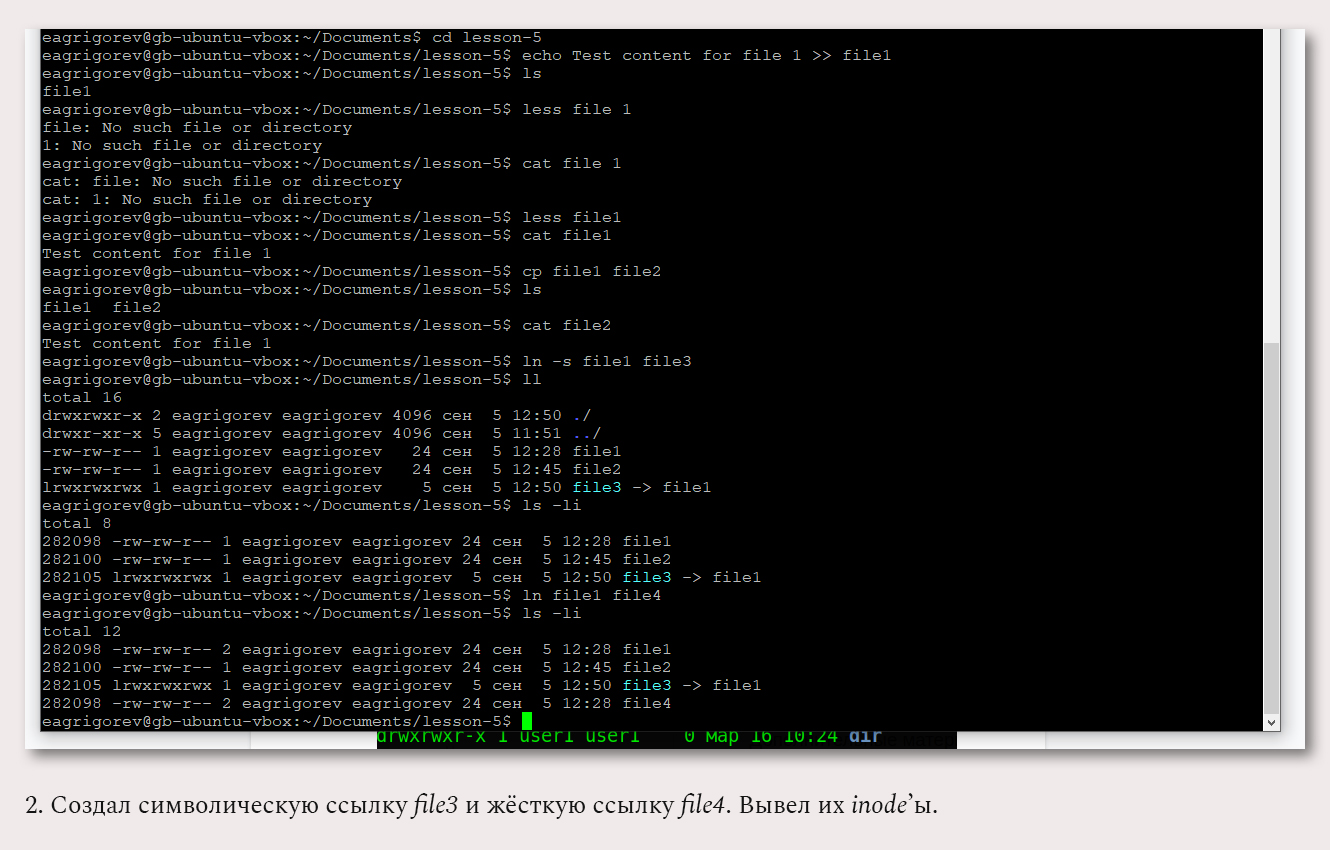 eagrigorev@gb-ubuntu-vbox:~/Documents$ cd lesson-5
eagrigorev@gb-ubuntu-vbox:~/Documents/lesson-5$ echo Test content for file 1 >> file1
eagrigorev@gb-ubuntu-vbox:~/Documents/lesson-5$ ls
file1
eagrigorev@gb-ubuntu-vbox:~/Documents/lesson-5$ less file 1
file: No such file or directory
1: No such file or directory
eagrigorev@gb-ubuntu-vbox:~/Documents/lesson-5$ cat file 1
cat: file: No such file or directory
cat: 1: No such file or directory
eagrigorev@gb-ubuntu-vbox:~/Documents/lesson-5$ less file1
eagrigorev@gb-ubuntu-vbox:~/Documents/lesson-5$ cat file1
Test content for file 1
eagrigorev@gb-ubuntu-vbox:~/Documents/lesson-5$ cp file1 file2
eagrigorev@gb-ubuntu-vbox:~/Documents/lesson-5$ ls
file1  file2
eagrigorev@gb-ubuntu-vbox:~/Documents/lesson-5$ cat file2
Test content for file 1
eagrigorev@gb-ubuntu-vbox:~/Documents/lesson-5$ ln -s file1 file3
eagrigorev@gb-ubuntu-vbox:~/Documents/lesson-5$ ll
total 16
drwxrwxr-x 2 eagrigorev eagrigorev 4096 сен  5 12:50 ./
drwxr-xr-x 5 eagrigorev eagrigorev 4096 сен  5 11:51 ../
-rw-rw-r-- 1 eagrigorev eagrigorev   24 сен  5 12:28 file1
-rw-rw-r-- 1 eagrigorev eagrigorev   24 сен  5 12:45 file2
lrwxrwxrwx 1 eagrigorev eagrigorev    5 сен  5 12:50 file3 -> file1
eagrigorev@gb-ubuntu-vbox:~/Documents/lesson-5$ ls -li
total 8
282098 -rw-rw-r-- 1 eagrigorev eagrigorev 24 сен  5 12:28 file1
282100 -rw-rw-r-- 1 eagrigorev eagrigorev 24 сен  5 12:45 file2
282105 lrwxrwxrwx 1 eagrigorev eagrigorev  5 сен  5 12:50 file3 -> file1
eagrigorev@gb-ubuntu-vbox:~/Documents/lesson-5$ ln file1 file4
eagrigorev@gb-ubuntu-vbox:~/Documents/lesson-5$ ls -li
total 12
282098 -rw-rw-r-- 2 eagrigorev eagrigorev 24 сен  5 12:28 file1
282100 -rw-rw-r-- 1 eagrigorev eagrigorev 24 сен  5 12:45 file2
282105 lrwxrwxrwx 1 eagrigorev eagrigorev  5 сен  5 12:50 file3 -> file1
282098 -rw-rw-r-- 2 eagrigorev eagrigorev 24 сен  5 12:28 file4
eagrigorev@gb-ubuntu-vbox:~/Documents/lesson-5$
drwxrwxr-x 1 user1 user1    0 мар 16 10:24 dir
2. Создал символическую ссылку file3 и жёсткую ссылку file4. Вывел их inode’ы.